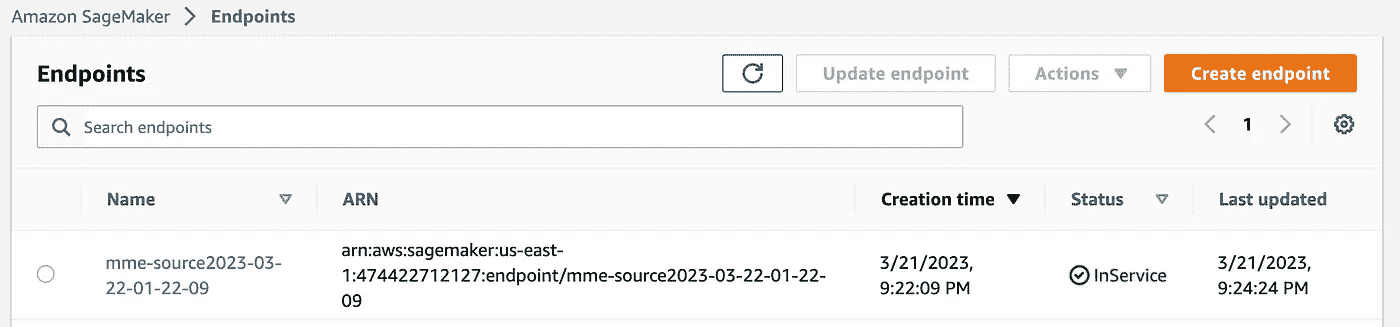 Amazon SageMaker > Endpoints
Endpoints
Update endpoint
Actions
Create endpoint
Search endpoints
1
Name
ARN
Creation time
Status
Last updated
mme-source2023-03-
22-01-22-09
arn:aws:sagemaker:us-east-
1:474422712127:endpoint/mme-source2023-03-22-01-22-
09
3/21/2023,
9:22:09 PM
InService
3/21/2023,
9:24:24 PM